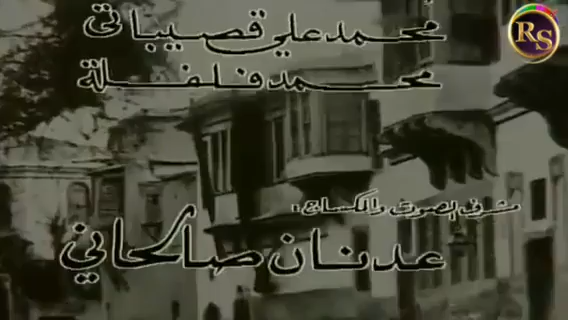 محمد علي قصيباتي
محمد فلفلة
مشرف الصوت والمكساج:
عدنان صالحاني
RS